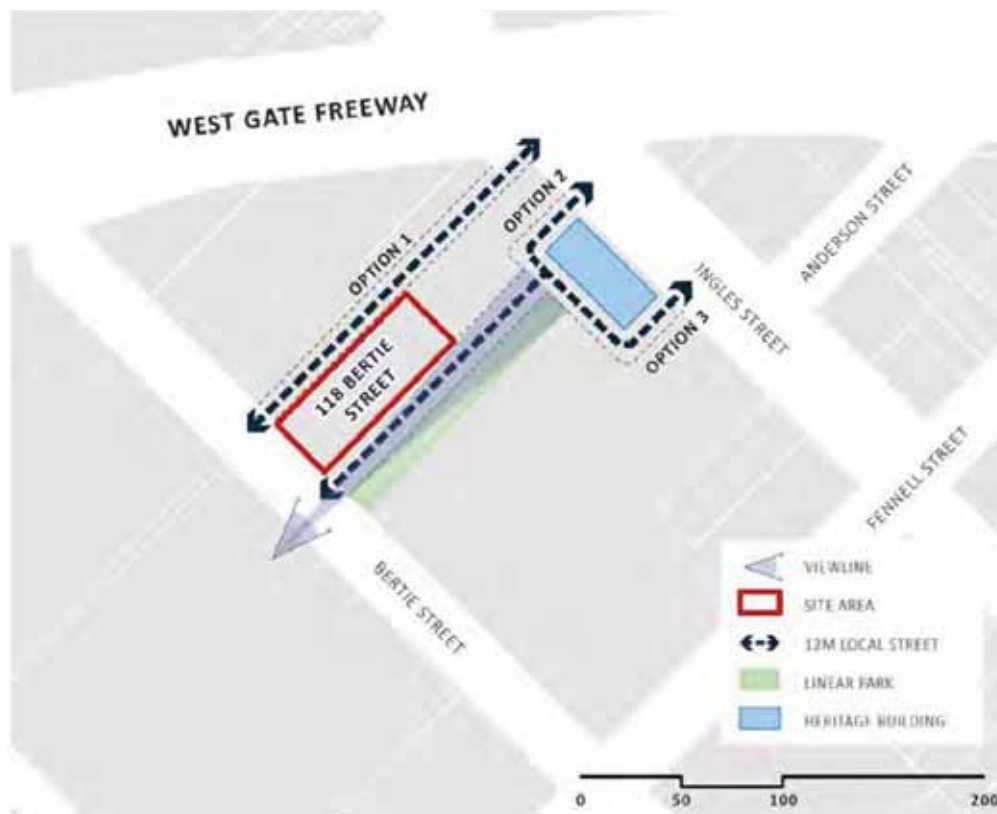 WEST GATE FREEWAY
OPTION 1
OPTION 2
ANDERSON STREET
INGLES STREET
OPTION 3
118 BERTIE
STREET
FENNELL STREET
BERTIE STREET
VIEWLINE
SITE AREA
12M LOCAL STREET
LINEAR PARK
HERITAGE BUILDING
0 50 100 200